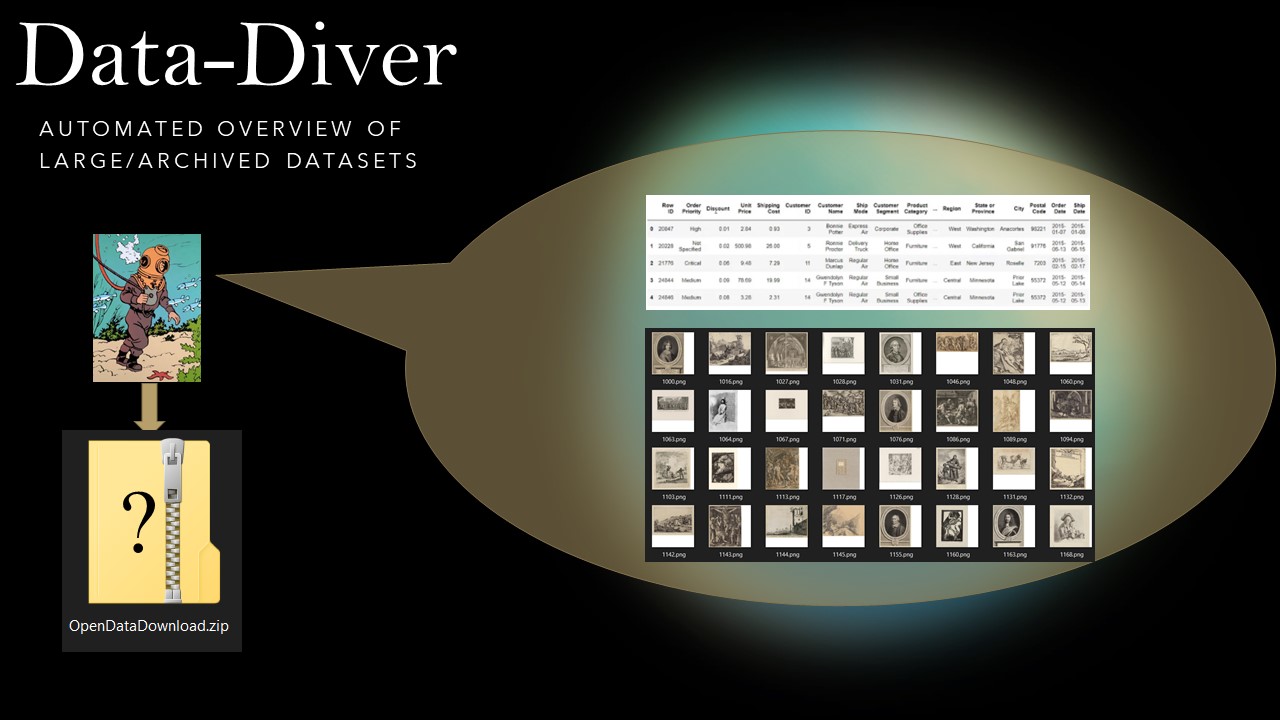 Data-Diver
AUTOMATED OVERVIEW OF
LARGE/ARCHIVED DATASETS
Row ID Order Priority Discount Unit Price Shipping Cost Customer ID Customer Name Ship Mode Customer Segment Product Category ... Region State or Province City Postal Code Order Date Ship Date
0 20847 High 0.01 2.84 0.93 3 Bonnie Potter Express Air Corporate Office Supplies ... West Washington Anacortes 98221 2015-01-07 2015-01-08
1 20228 Not Specified 0.02 500.98 26.00 5 Ronnie Proctor Delivery Truck Home Office Furniture ... West California San Gabriel 91776 2015-06-13 2015-06-15
2 21776 Critical 0.06 9.48 7.29 11 Marcus Dunlap Regular Air Home Office Furniture ... East New Jersey Roselle 7203 2015-02-15 2015-02-17
3 24844 Medium 0.09 78.69 19.99 14 Gwendolyn F Tyson Regular Air Small Business Furniture ... Central Minnesota Prior Lake 55372 2015-05-12 2015-05-14
4 24846 Medium 0.08 3.28 2.31 14 Gwendolyn F Tyson Regular Air Small Business Office Supplies ... Central Minnesota Prior Lake 55372 2015-05-12 2015-05-13
1000.png 1016.png 1027.png 1028.png 1031.png 1046.png 1048.png 1060.png
1063.png 1064.png 1067.png 1071.png 1076.png 1086.png 1089.png 1094.png
1103.png 1111.png 1113.png 1117.png 1126.png 1128.png 1131.png 1132.png
1142.png 1143.png 1144.png 1145.png 1155.png 1160.png 1163.png 1168.png
?
OpenDataDownload.zip